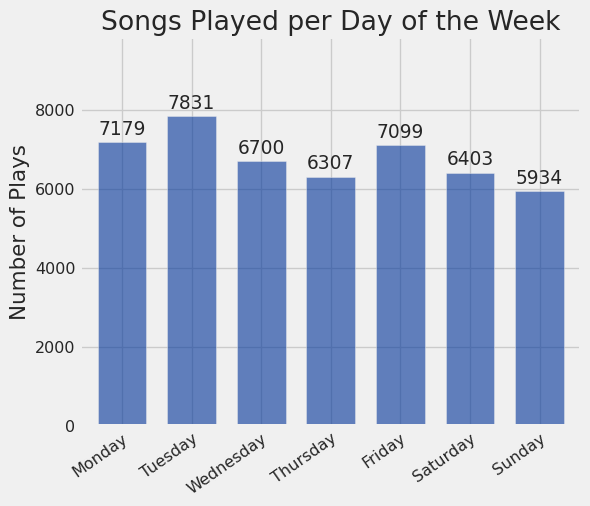 Songs Played per Day of the Week
Number of Plays
8000
6000
4000
2000
0
7179
7831
6700
6307
7099
6403
5934
Monday
Tuesday
Wednesday
Thursday
Friday
Saturday
Sunday